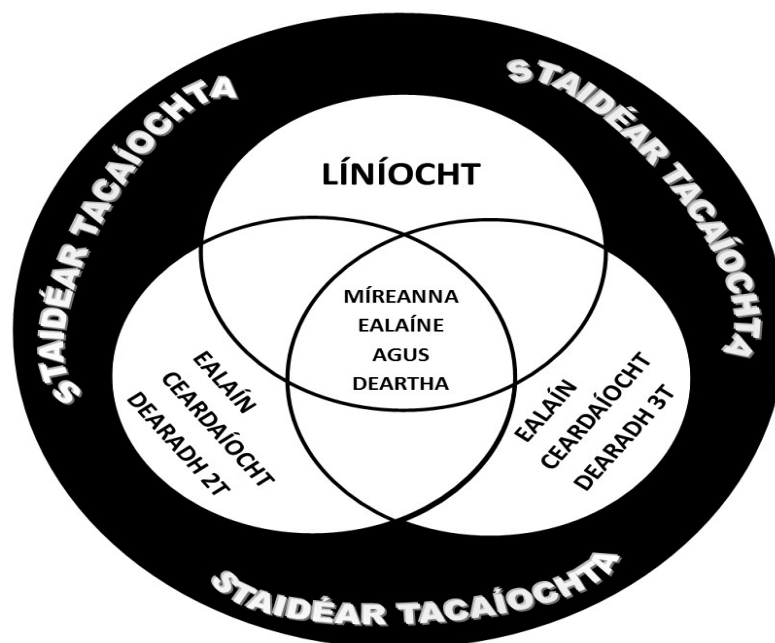 STAIDÉAR TACAÍOCHTA
STAIDÉAR TACAÍOCHTA
LÍNÍOCHT
MÍREANNA
EALAÍNE
AGUS
DEARTHA
EALAÍN
CEARDAÍOCHT
DEARADH 2T
EALAÍN
CEARDAÍOCHT
DEARADH 3T
STAIDÉAR TACAÍOCHTA